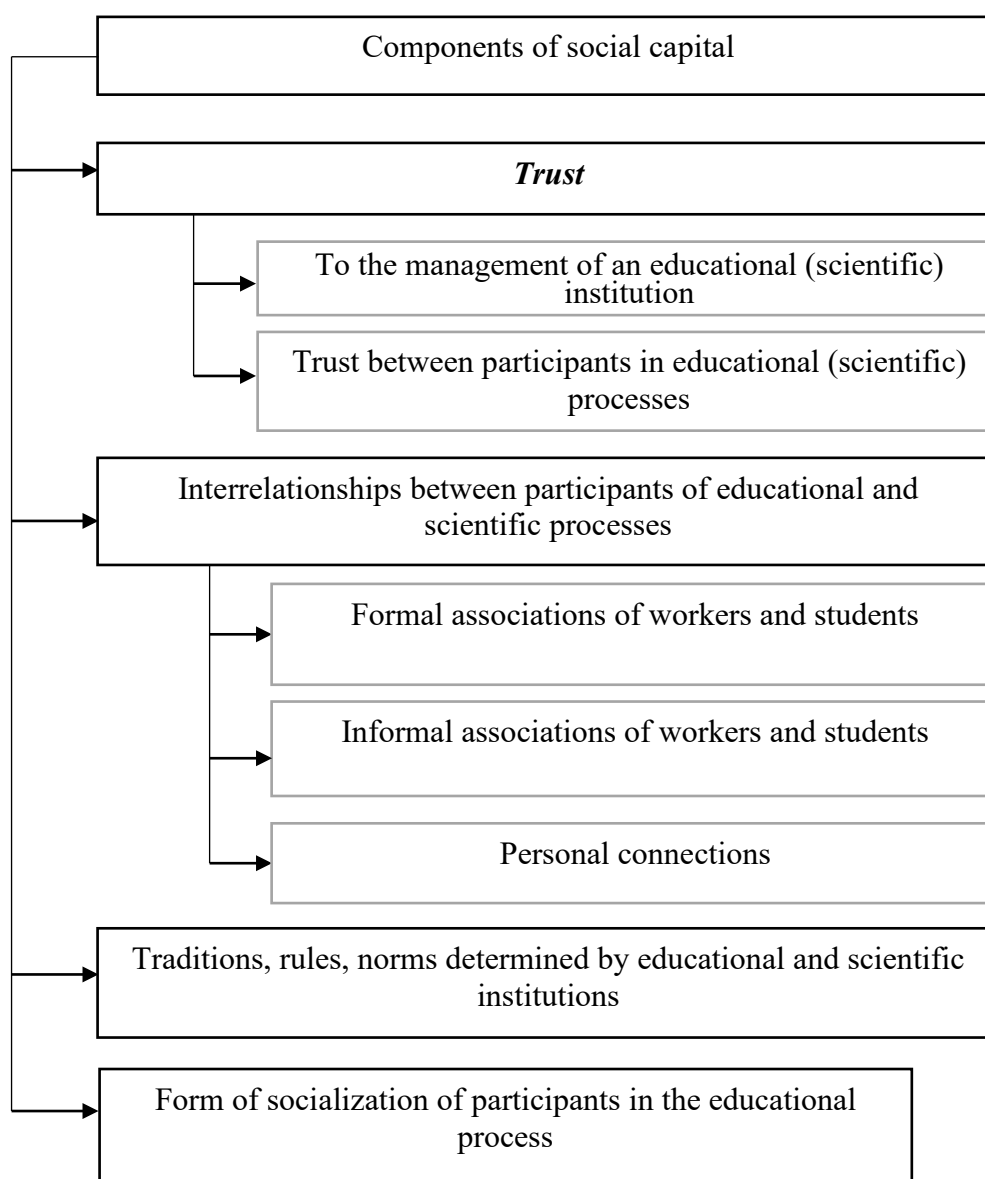 Components of social capital
Trust
To the management of an educational (scientific)
institution
Trust between participants in educational (scientific)
processes
Interrelationships between participants of educational and
scientific processes
Formal associations of workers and students
Informal associations of workers and students
Personal connections
Traditions, rules, norms determined by educational and scientific
institutions
Form of socialization of participants in the educational
process